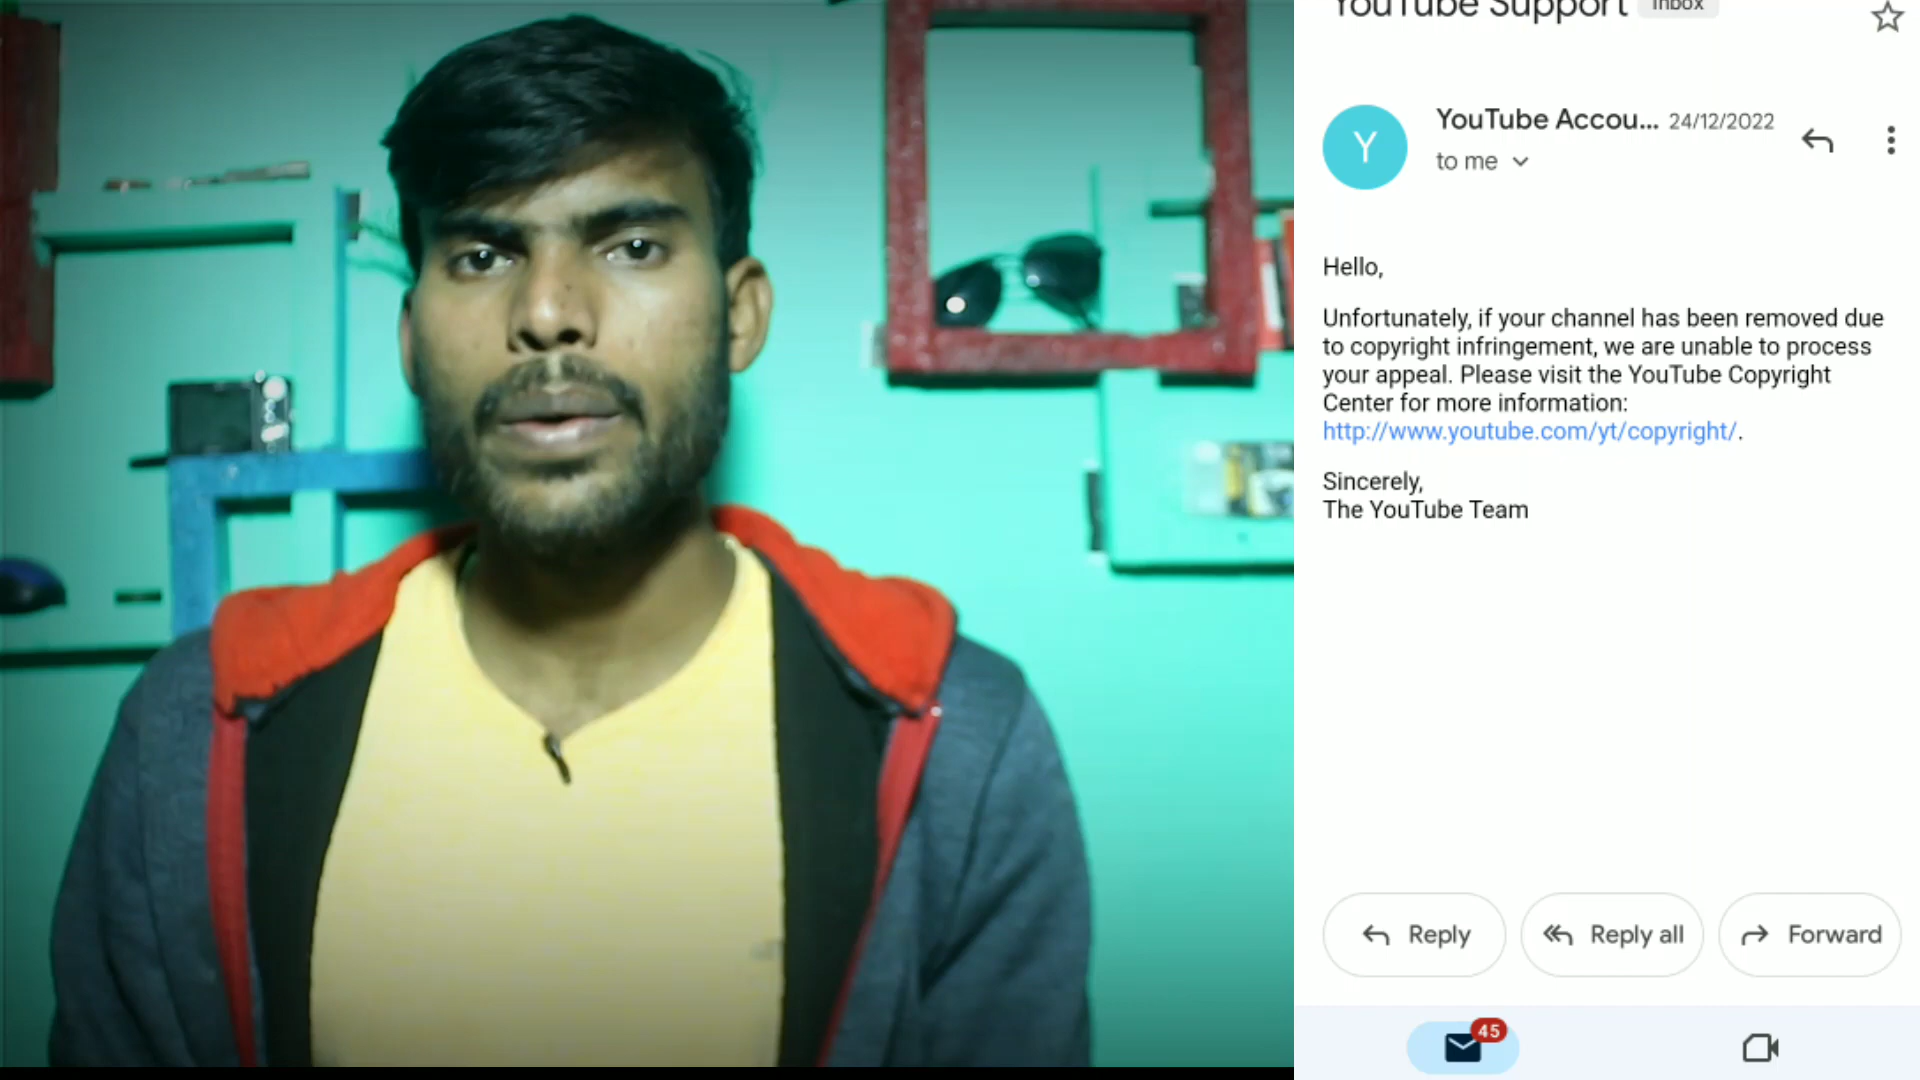 YouTube Support Inbox
Y
YouTube Accou... 24/12/2022
to me
Hello,
Unfortunately, if your channel has been removed due
to copyright infringement, we are unable to process
your appeal. Please visit the YouTube Copyright
Center for more information:
http://www.youtube.com/yt/copyright/.
Sincerely,
The YouTube Team
Reply
Reply all
Forward
45